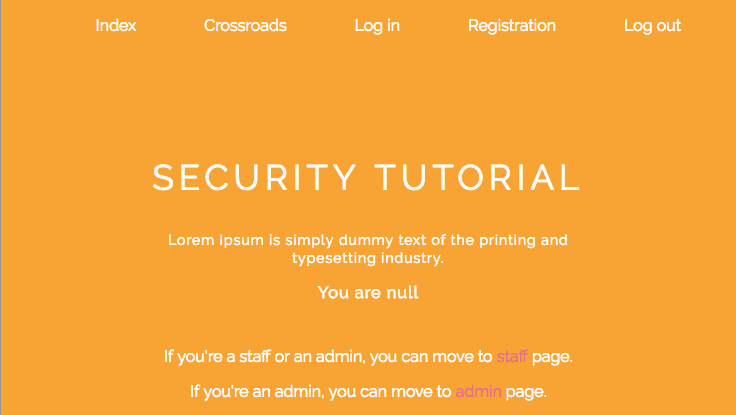 Index Crossroads Log in Registration Log out
SECURITY TUTORIAL
Lorem Ipsum is simply dummy text of the printing and
typesetting industry.
You are null
If you're a staff or an admin, you can move to staff page.
If you're an admin, you can move to admin page.